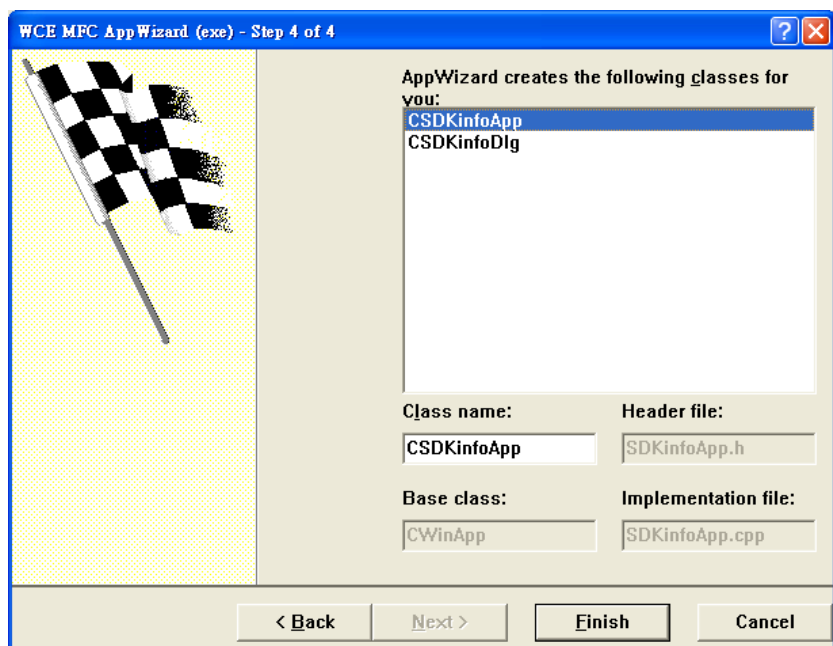 WCE MFC AppWizard (exe) - Step 4 of 4
AppWizard creates the following classes for
you:
CSDKinfoApp
CSDKinfoDlg
Class name:
Header file:
CSDKinfoApp
SDKinfoApp.h
Base class:
Implementation file:
CWinApp
SDKinfoApp.cpp
< Back
Next >
Finish
Cancel